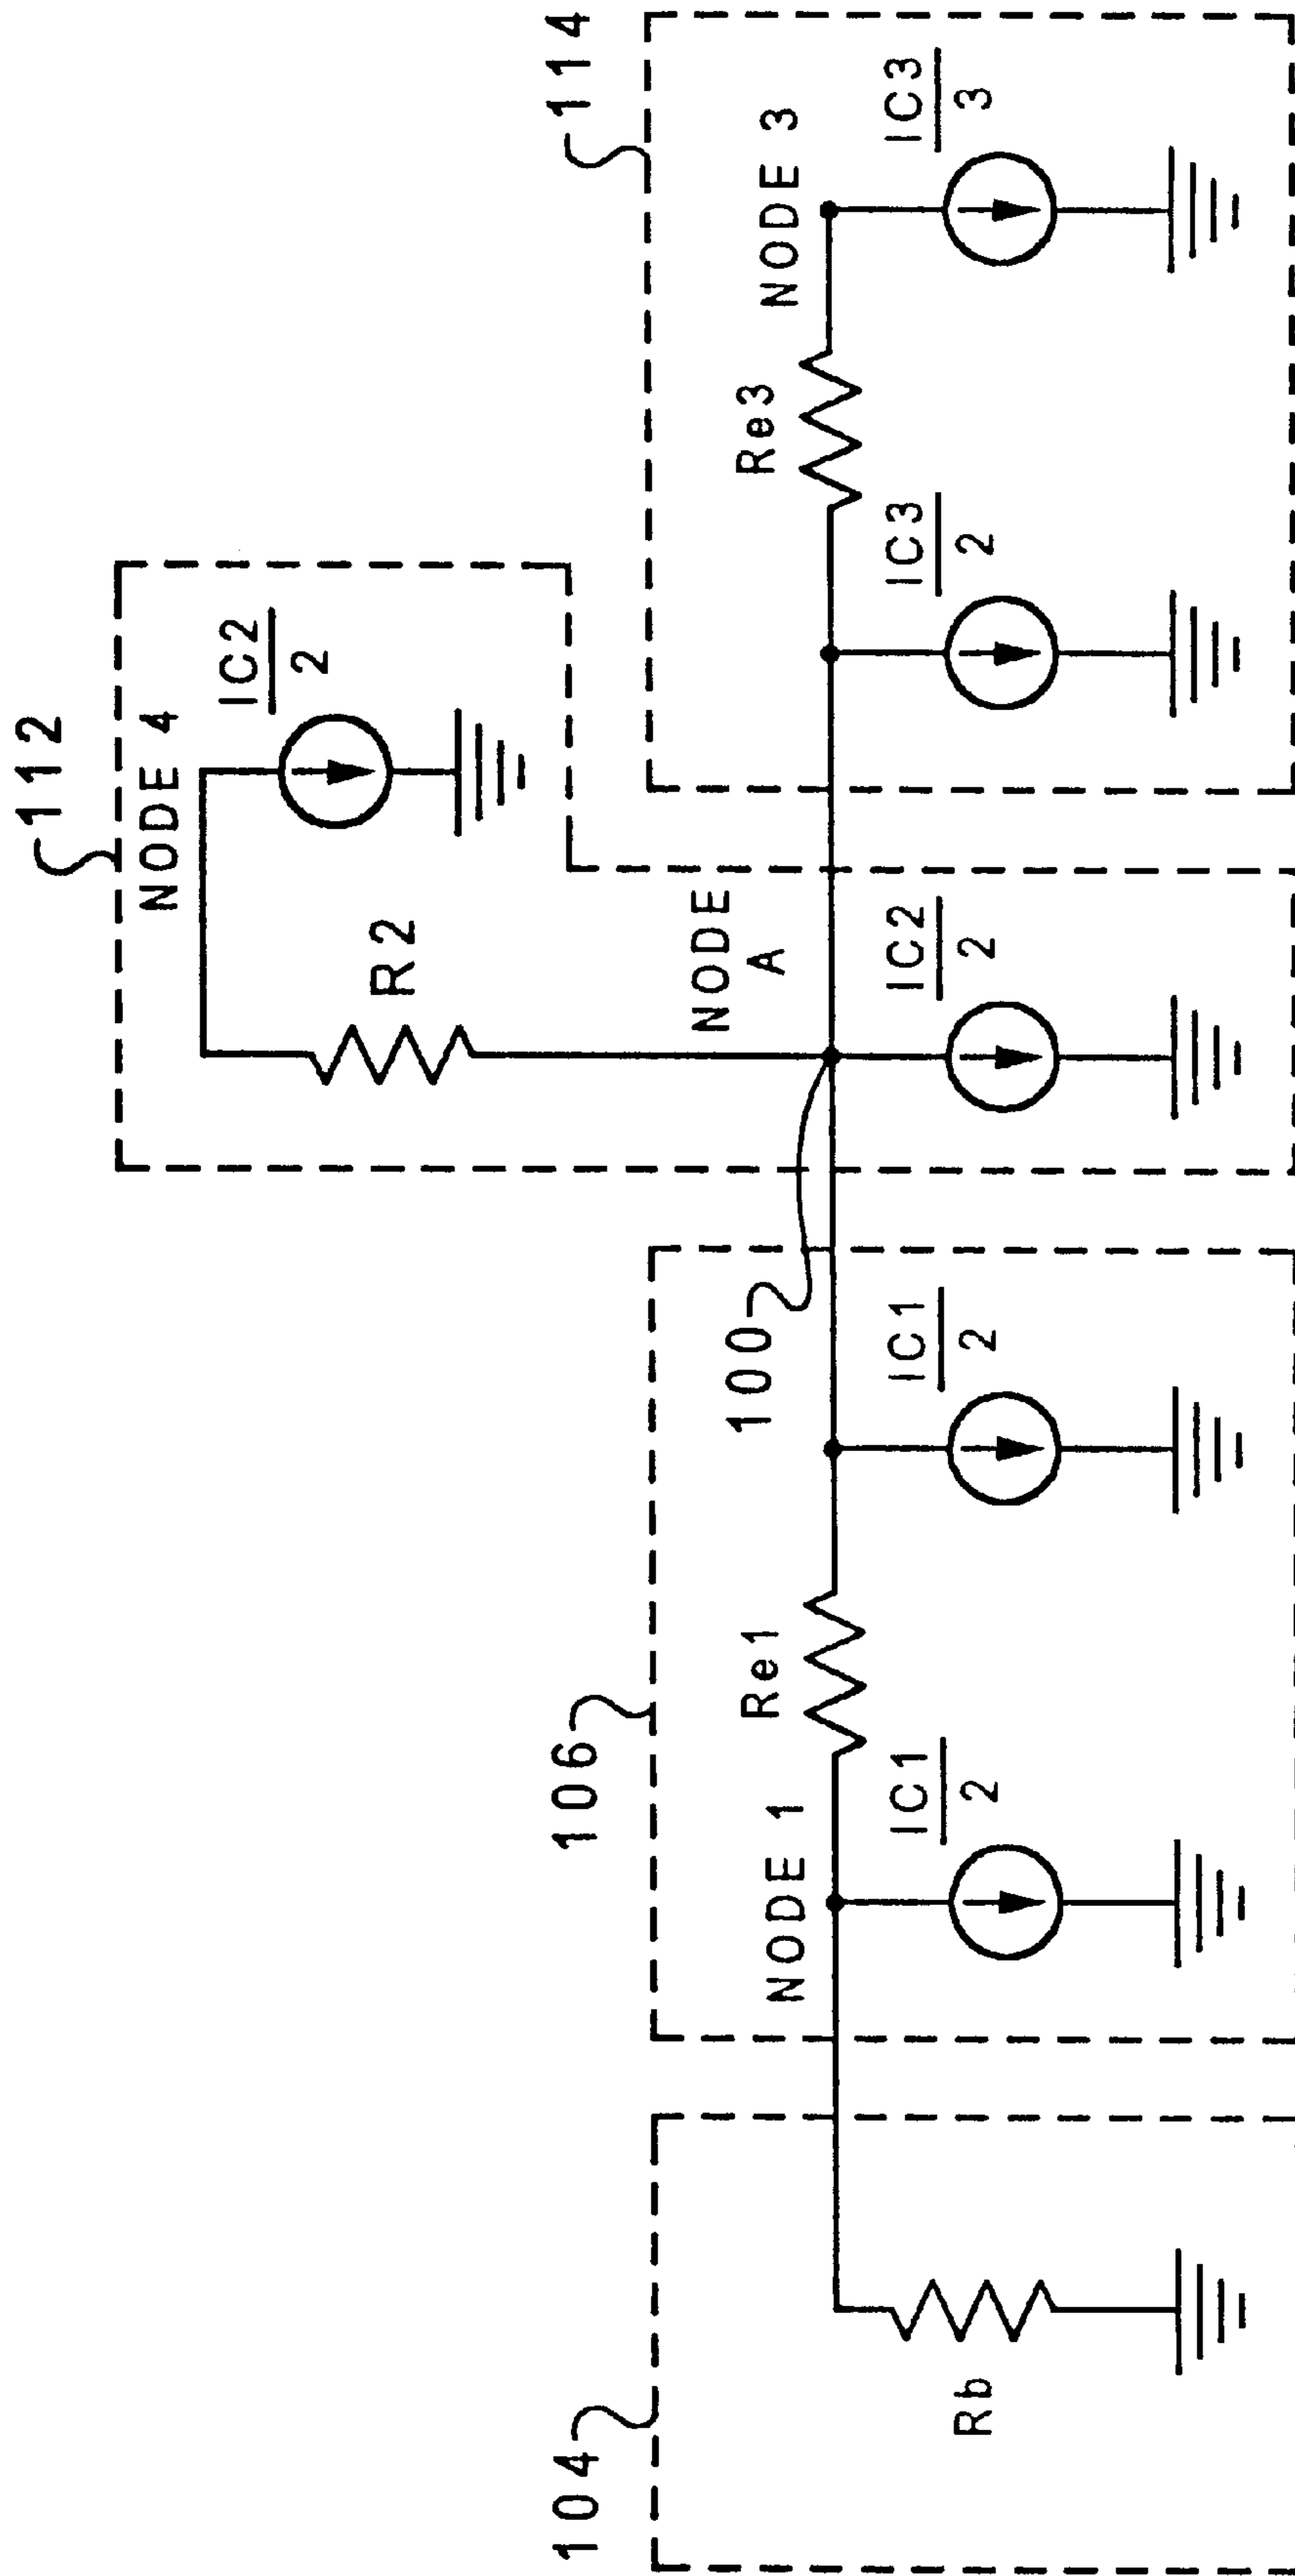 112
NODE 4
IC2
2
R2
114
NODE 3
Re3
IC3
2
IC3
3
NODE
A
IC2
2
100
106
NODE 1
Re1
IC1
2
IC1
2
104
Rb